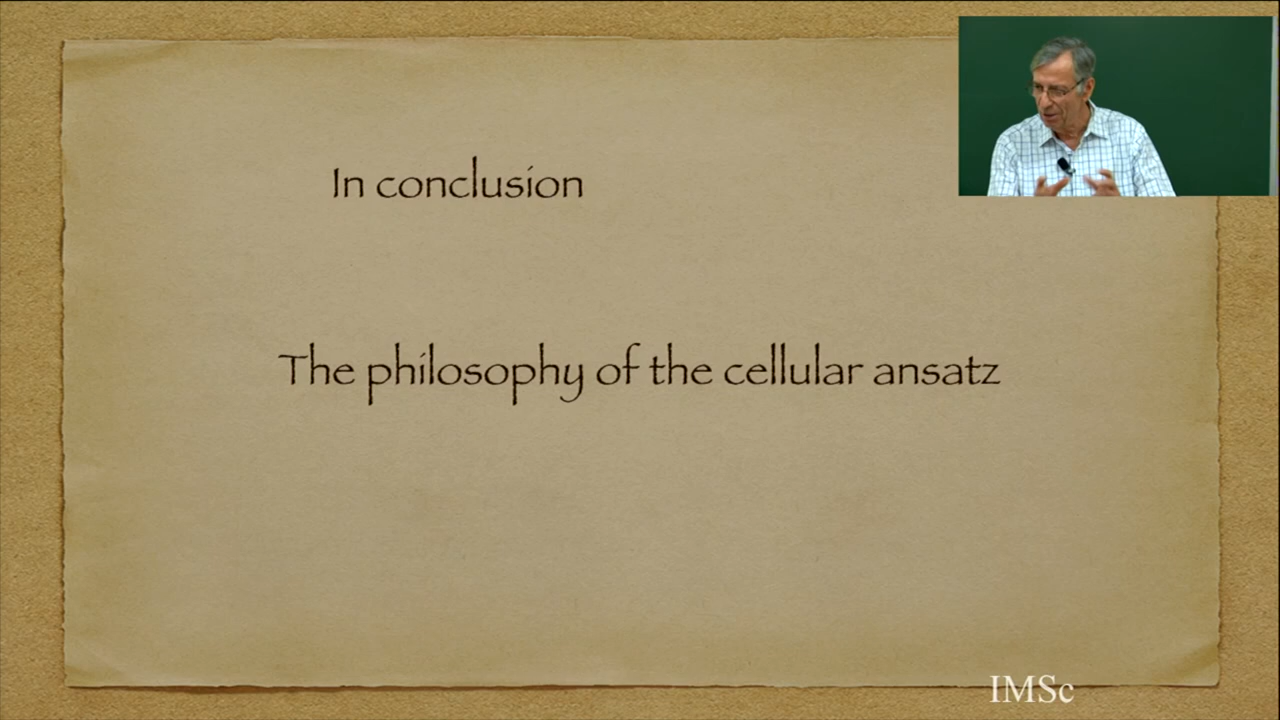 In conclusion
The philosophy of the cellular ansatz
IMSc